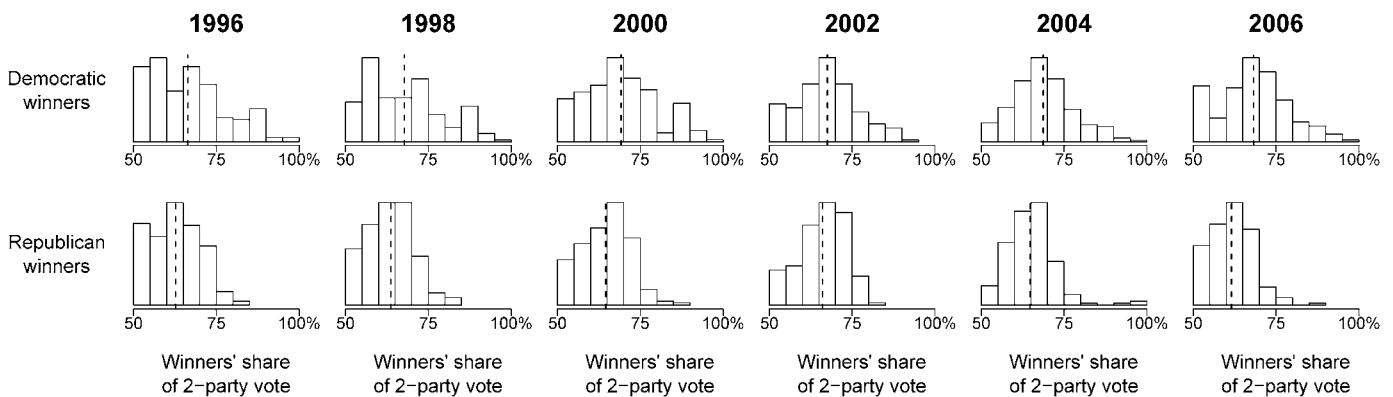 1996 1998 2000 2002 2004 2006
Democratic
winners
50 75 100% 50 75 100% 50 75 100% 50 75 100% 50 75 100% 50 75 100%
Republican
winners
50 75 100% 50 75 100% 50 75 100% 50 75 100% 50 75 100% 50 75 100%
Winners' share Winners' share Winners' share Winners' share Winners' share Winners' share
of 2−party vote of 2−party vote of 2−party vote of 2−party vote of 2−party vote of 2−party vote